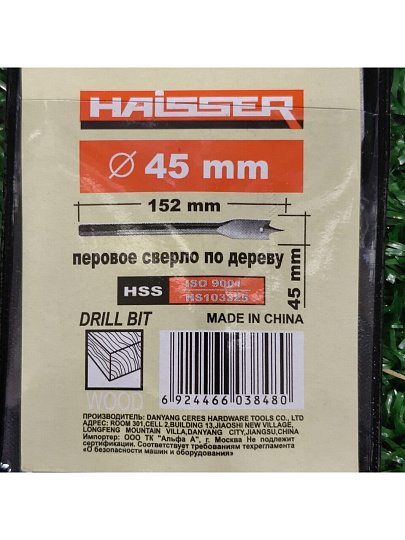 HAISSER
Ø 45 mm
152 mm
45 mm
перовое сверло по дереву
HSS
ISO 9001
HS103325
DRILL BIT
MADE IN CHINA
WOOD
6 924466 038480
ПРОИЗВОДИТЕЛЬ: DANYANG CERES HARDWARE TOOLS CO., LTD
АДРЕС: ROOM 301,CELL 2,BUILDING 13,JIAOSHI NEW VILLAGE,
LONGFENG MOUNTAIN VILLA,DANYANG CITY,JIANGSU,CHINA
Импортер: ООО ТК "Альфа А", г. Москва Не подлежит
сертификации. Соответствует требованиям техрегламента
«О безопасности машин и оборудования»